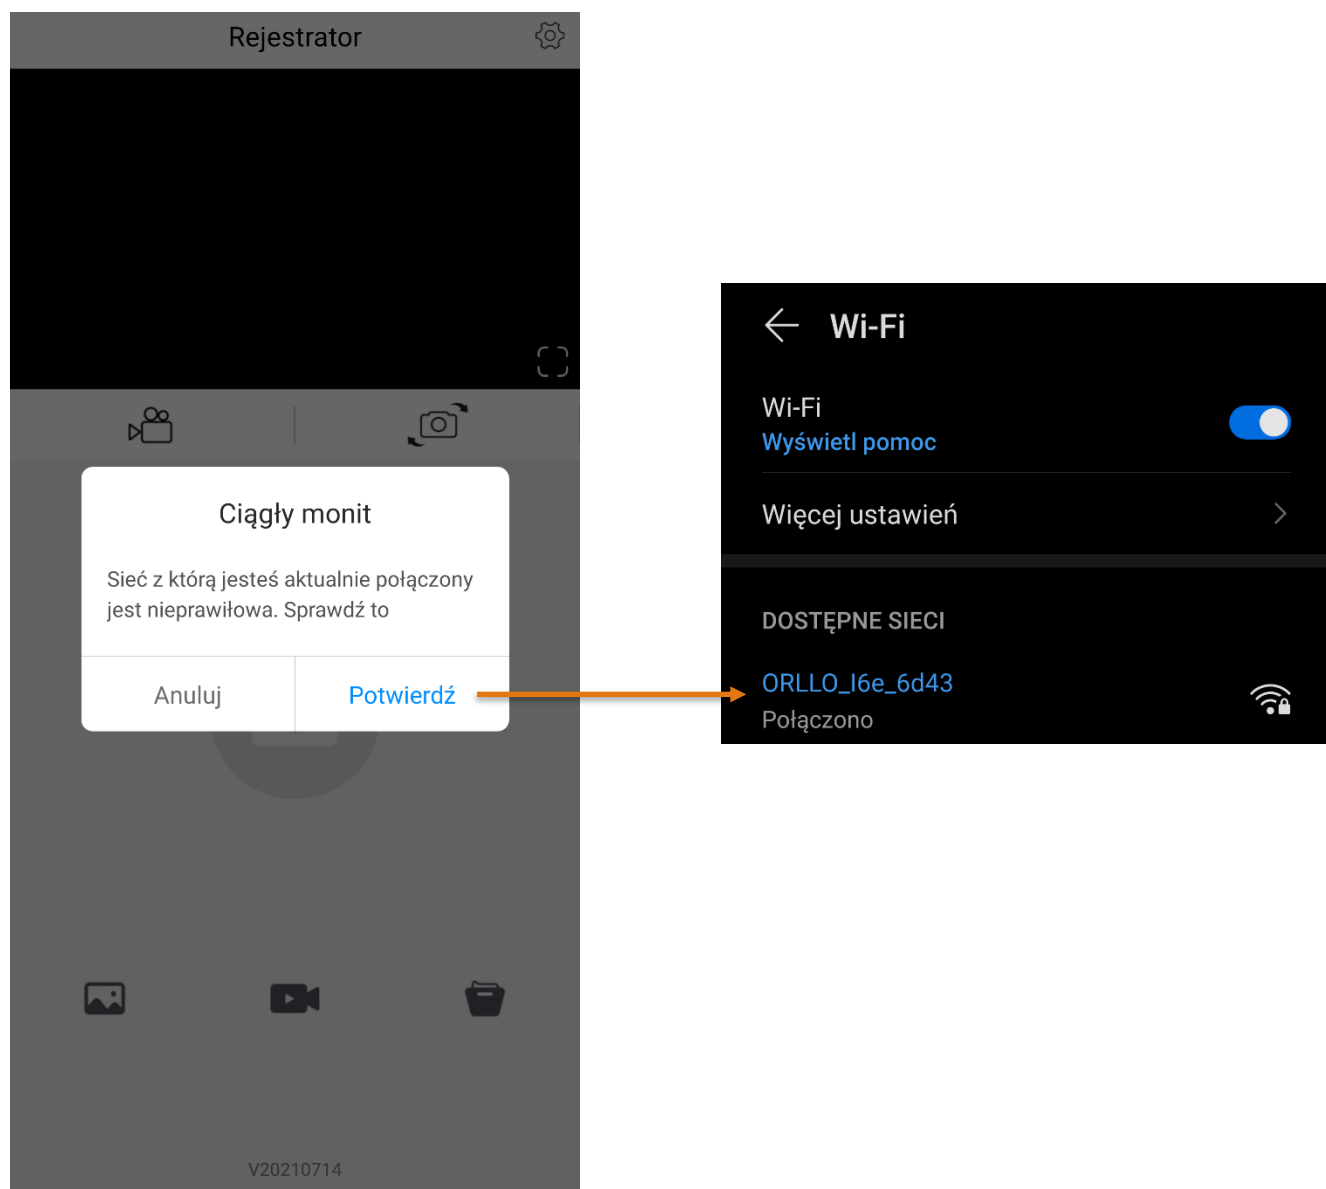 Rejestrator
Ciągły monit
Sieć z którą jesteś aktualnie połączony
jest nieprawiłowa. Sprawdź to
Anuluj
Potwierdź
V20210714
Wi-Fi
Wi-Fi
Wyświetl pomoc
Więcej ustawień
DOSTĘPNE SIECI
ORLLO_I6e_6d43
Połączono